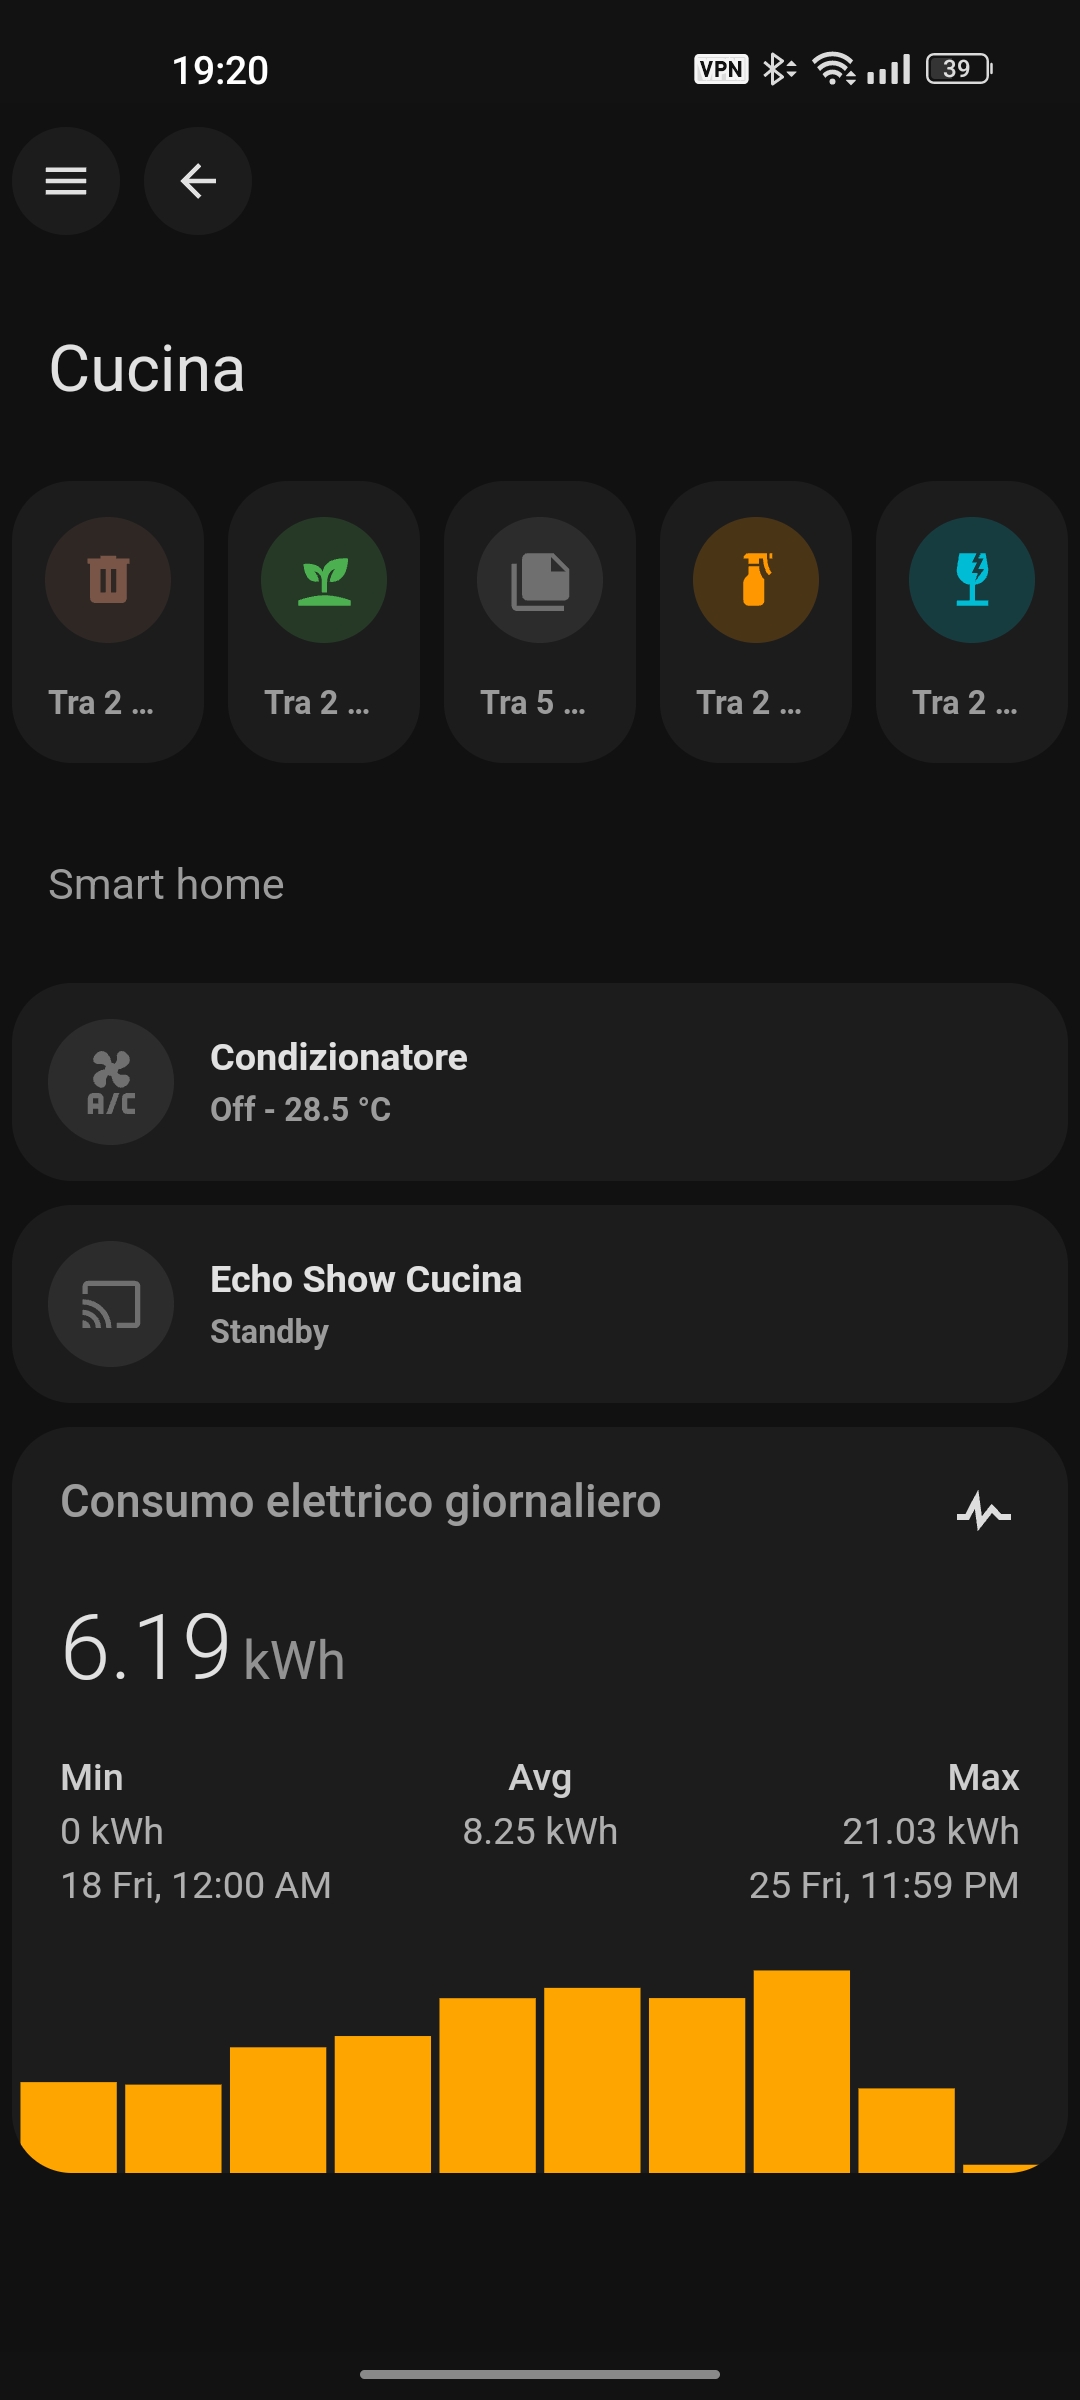 19:20
VPN
39
Cucina
Tra 2 ...
Tra 2 ...
Tra 5 ...
Tra 2 ...
Tra 2 ...
Smart home
A/C
Condizionatore
Off - 28.5 °C
Echo Show Cucina
Standby
Consumo elettrico giornaliero
6.19 kWh
Min Avg Max
0 kWh 8.25 kWh 21.03 kWh
18 Fri, 12:00 AM 25 Fri, 11:59 PM